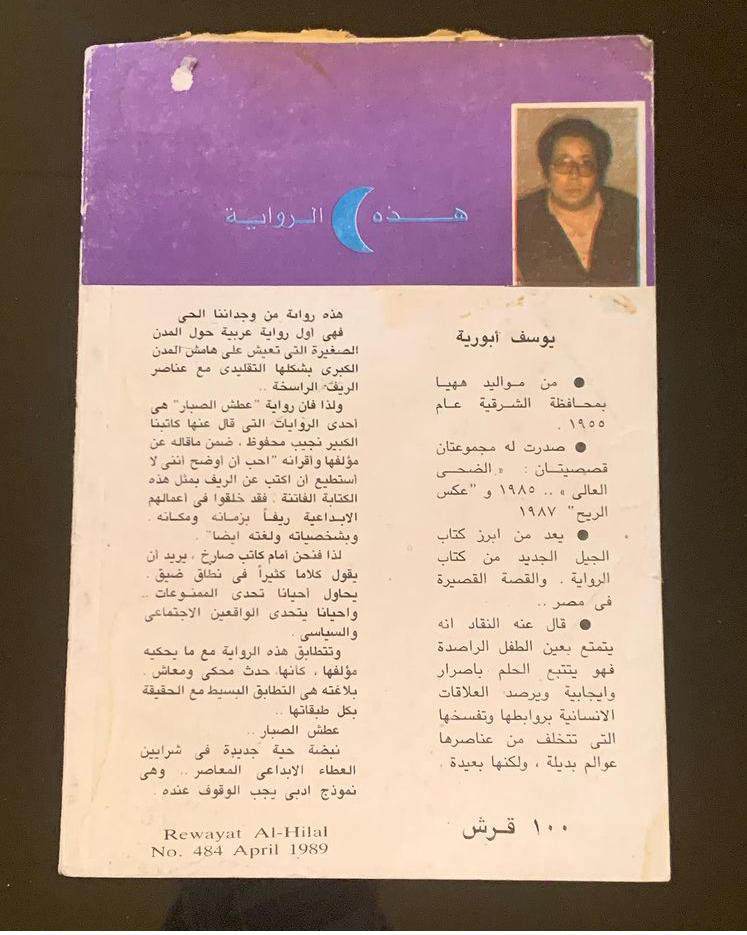 هذه الرواية
يوسف أبورية
● من مواليد ههيا
بمحافظة الشرقية عام
١٩٥٥ .
● صدرت له مجموعتان
قصصيتان : « الضحى
العالى » .. ١٩٨٥ و "عكس
الريح" ١٩٨٧
● يعد من ابرز كتاب
الجيل الجديد من كتاب
الرواية . والقصة القصيرة
فى مصر ..
● قال عنه النقاد انه
يتمتع بعين الطفل الراصدة
فهو يتتبع الحلم باصرار
وايجابية ويرصد العلاقات
الانسانية بروابطها وتفسخها
التى تتخلف من عناصرها
عوالم بديلة ، ولكنها بعيدة .
١٠٠ قرش
هذه رواية من وجداننا الحى
فهى أول رواية عربية حول المدن
الصغيرة التى تعيش على هامش المدن
الكبرى بشكلها التقليدى مع عناصر
الريف الراسخة ..
ولذا فان رواية "عطش الصبار" هى
أحدى الروايات التى قال عنها كاتبنا
الكبير نجيب محفوظ ، ضمن ماقاله عن
مؤلفها وأقرانه "احب أن أوضح أننى لا
أستطيع أن اكتب عن الريف بمثل هذه
الكتابة الفاتنة . فقد خلقوا فى أعمالهم
الابداعية ريفاً بزمانه ومكانه .
وبشخصياته ولغته ايضا" .
لذا فنحن أمام كاتب صارخ ، يريد أن
يقول كلاما كثيراً فى نطاق ضيق .
يحاول أحيانا تحدى الممنوعات ..
واحيانا يتحدى الواقعين الاجتماعى
والسياسى .
وتتطابق هذه الرواية مع ما يحكيه
مؤلفها ، كأنها حدث محكى ومعاش .
بلاغته هى التطابق البسيط مع الحقيقة
بكل طبقاتها ..
عطش الصبار ..
نبضة حية جديدة فى شرايين
العطاء الابداعى المعاصر .. وهى
نموذج ادبى يجب الوقوف عنده .
Rewayat Al-Hilal
No. 484 April 1989